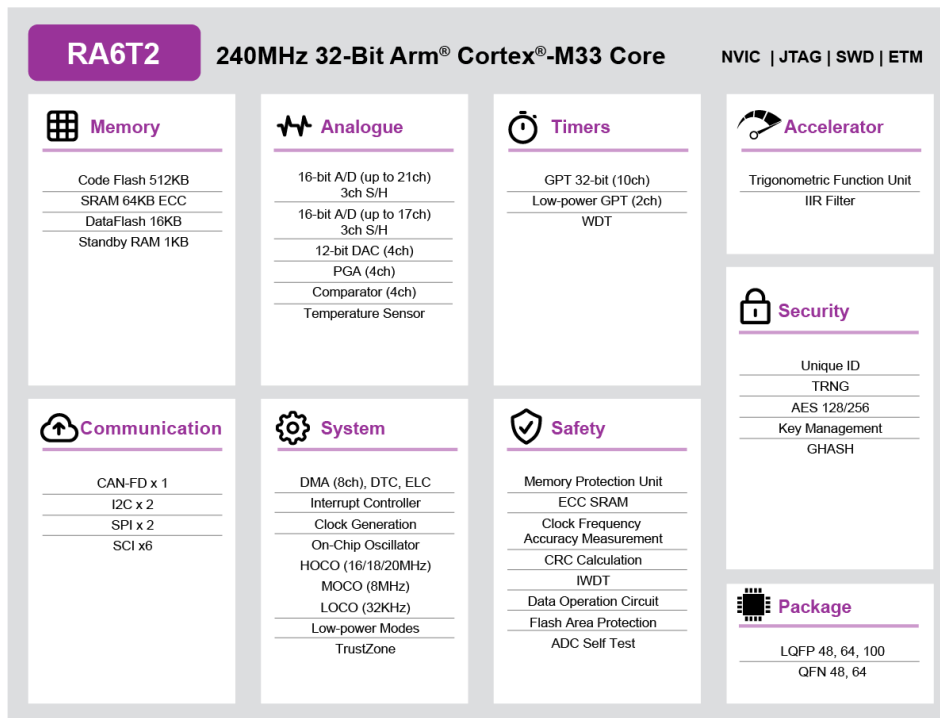 RA6T2
240MHz 32-Bit Arm® Cortex®-M33 Core
NVIC | JTAG | SWD | ETM
Memory
Code Flash 512KB
SRAM 64KB ECC
DataFlash 16KB
Standby RAM 1KB
Analogue
16-bit A/D (up to 21ch)
3ch S/H
16-bit A/D (up to 17ch)
3ch S/H
12-bit DAC (4ch)
PGA (4ch)
Comparator (4ch)
Temperature Sensor
Timers
GPT 32-bit (10ch)
Low-power GPT (2ch)
WDT
Accelerator
Trigonometric Function Unit
IIR Filter
Security
Unique ID
TRNG
AES 128/256
Key Management
GHASH
Communication
CAN-FD x 1
I2C x 2
SPI x 2
SCI x6
System
DMA (8ch), DTC, ELC
Interrupt Controller
Clock Generation
On-Chip Oscillator
HOCO (16/18/20MHz)
MOCO (8MHz)
LOCO (32KHz)
Low-power Modes
TrustZone
Safety
Memory Protection Unit
ECC SRAM
Clock Frequency
Accuracy Measurement
CRC Calculation
IWDT
Data Operation Circuit
Flash Area Protection
ADC Self Test
Package
LQFP 48, 64, 100
QFN 48, 64